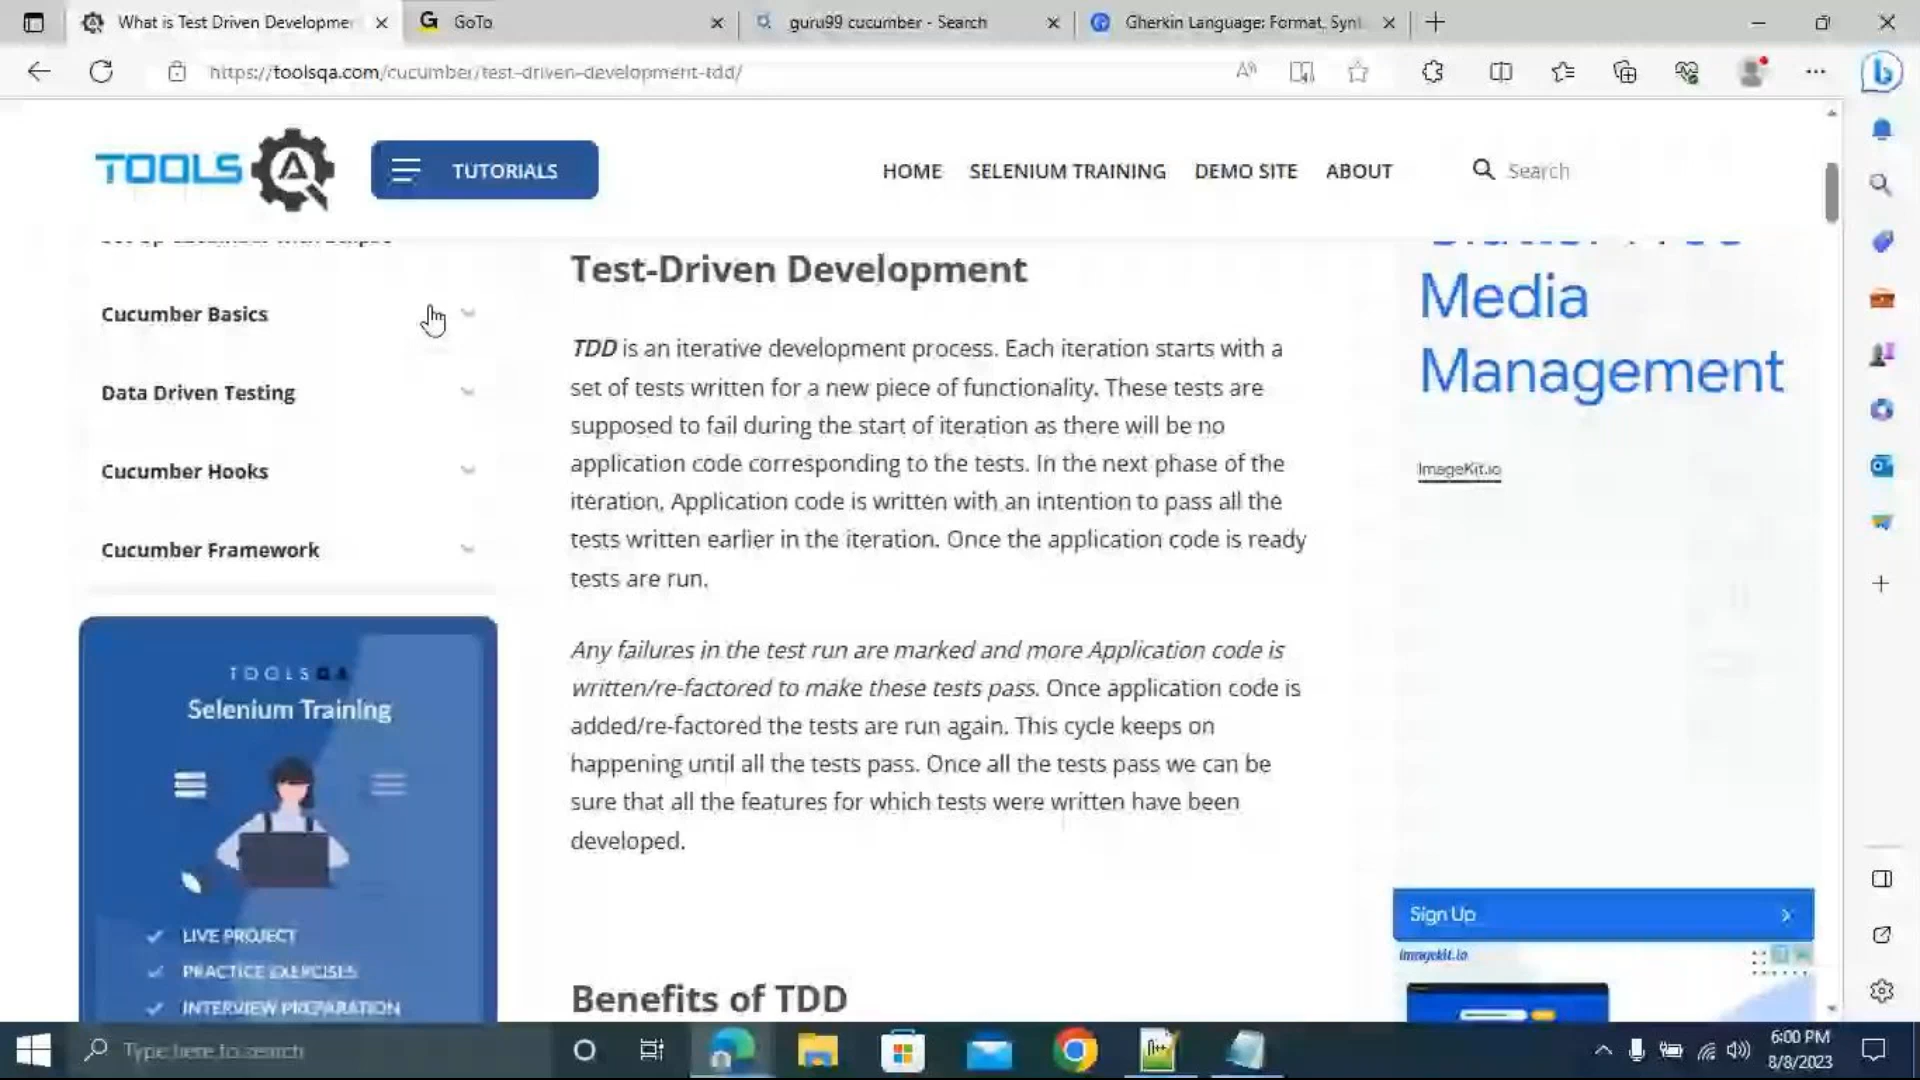 What is Test Driven Developme
GoTo
guru99 cucumber - Search
Gherkin Language: Format, Synt
https://toolsqa.com/cucumber/test-driven-development-tdd/
TOOLS
TUTORIALS
HOME
SELENIUM TRAINING
DEMO SITE
ABOUT
Search
Cucumber Basics
Data Driven Testing
Cucumber Hooks
Cucumber Framework
TOOLSQA
Selenium Training
LIVE PROJECT
PRACTICE EXERCISES
INTERVIEW PREPARATION
Test-Driven Development
TDD is an iterative development process. Each iteration starts with a
set of tests written for a new piece of functionality. These tests are
supposed to fail during the start of iteration as there will be no
application code corresponding to the tests. In the next phase of the
iteration, Application code is written with an intention to pass all the
tests written earlier in the iteration. Once the application code is ready
tests are run.
Any failures in the test run are marked and more Application code is
written/re-factored to make these tests pass. Once application code is
added/re-factored the tests are run again. This cycle keeps on
happening until all the tests pass. Once all the tests pass we can be
sure that all the features for which tests were written have been
developed.
Benefits of TDD
Media
Management
ImageKit.io
Sign Up
imagekit.io
Type here to search
6:00 PM
8/8/2023